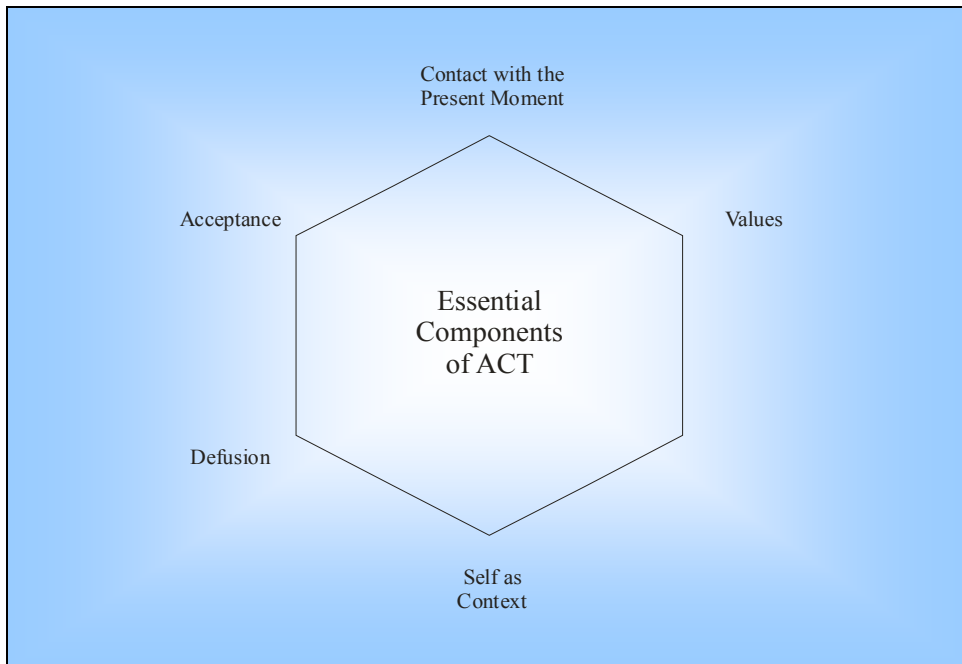 Contact with the
Present Moment
Acceptance
Values
Essential
Components
of ACT
Defusion
Self as
Context